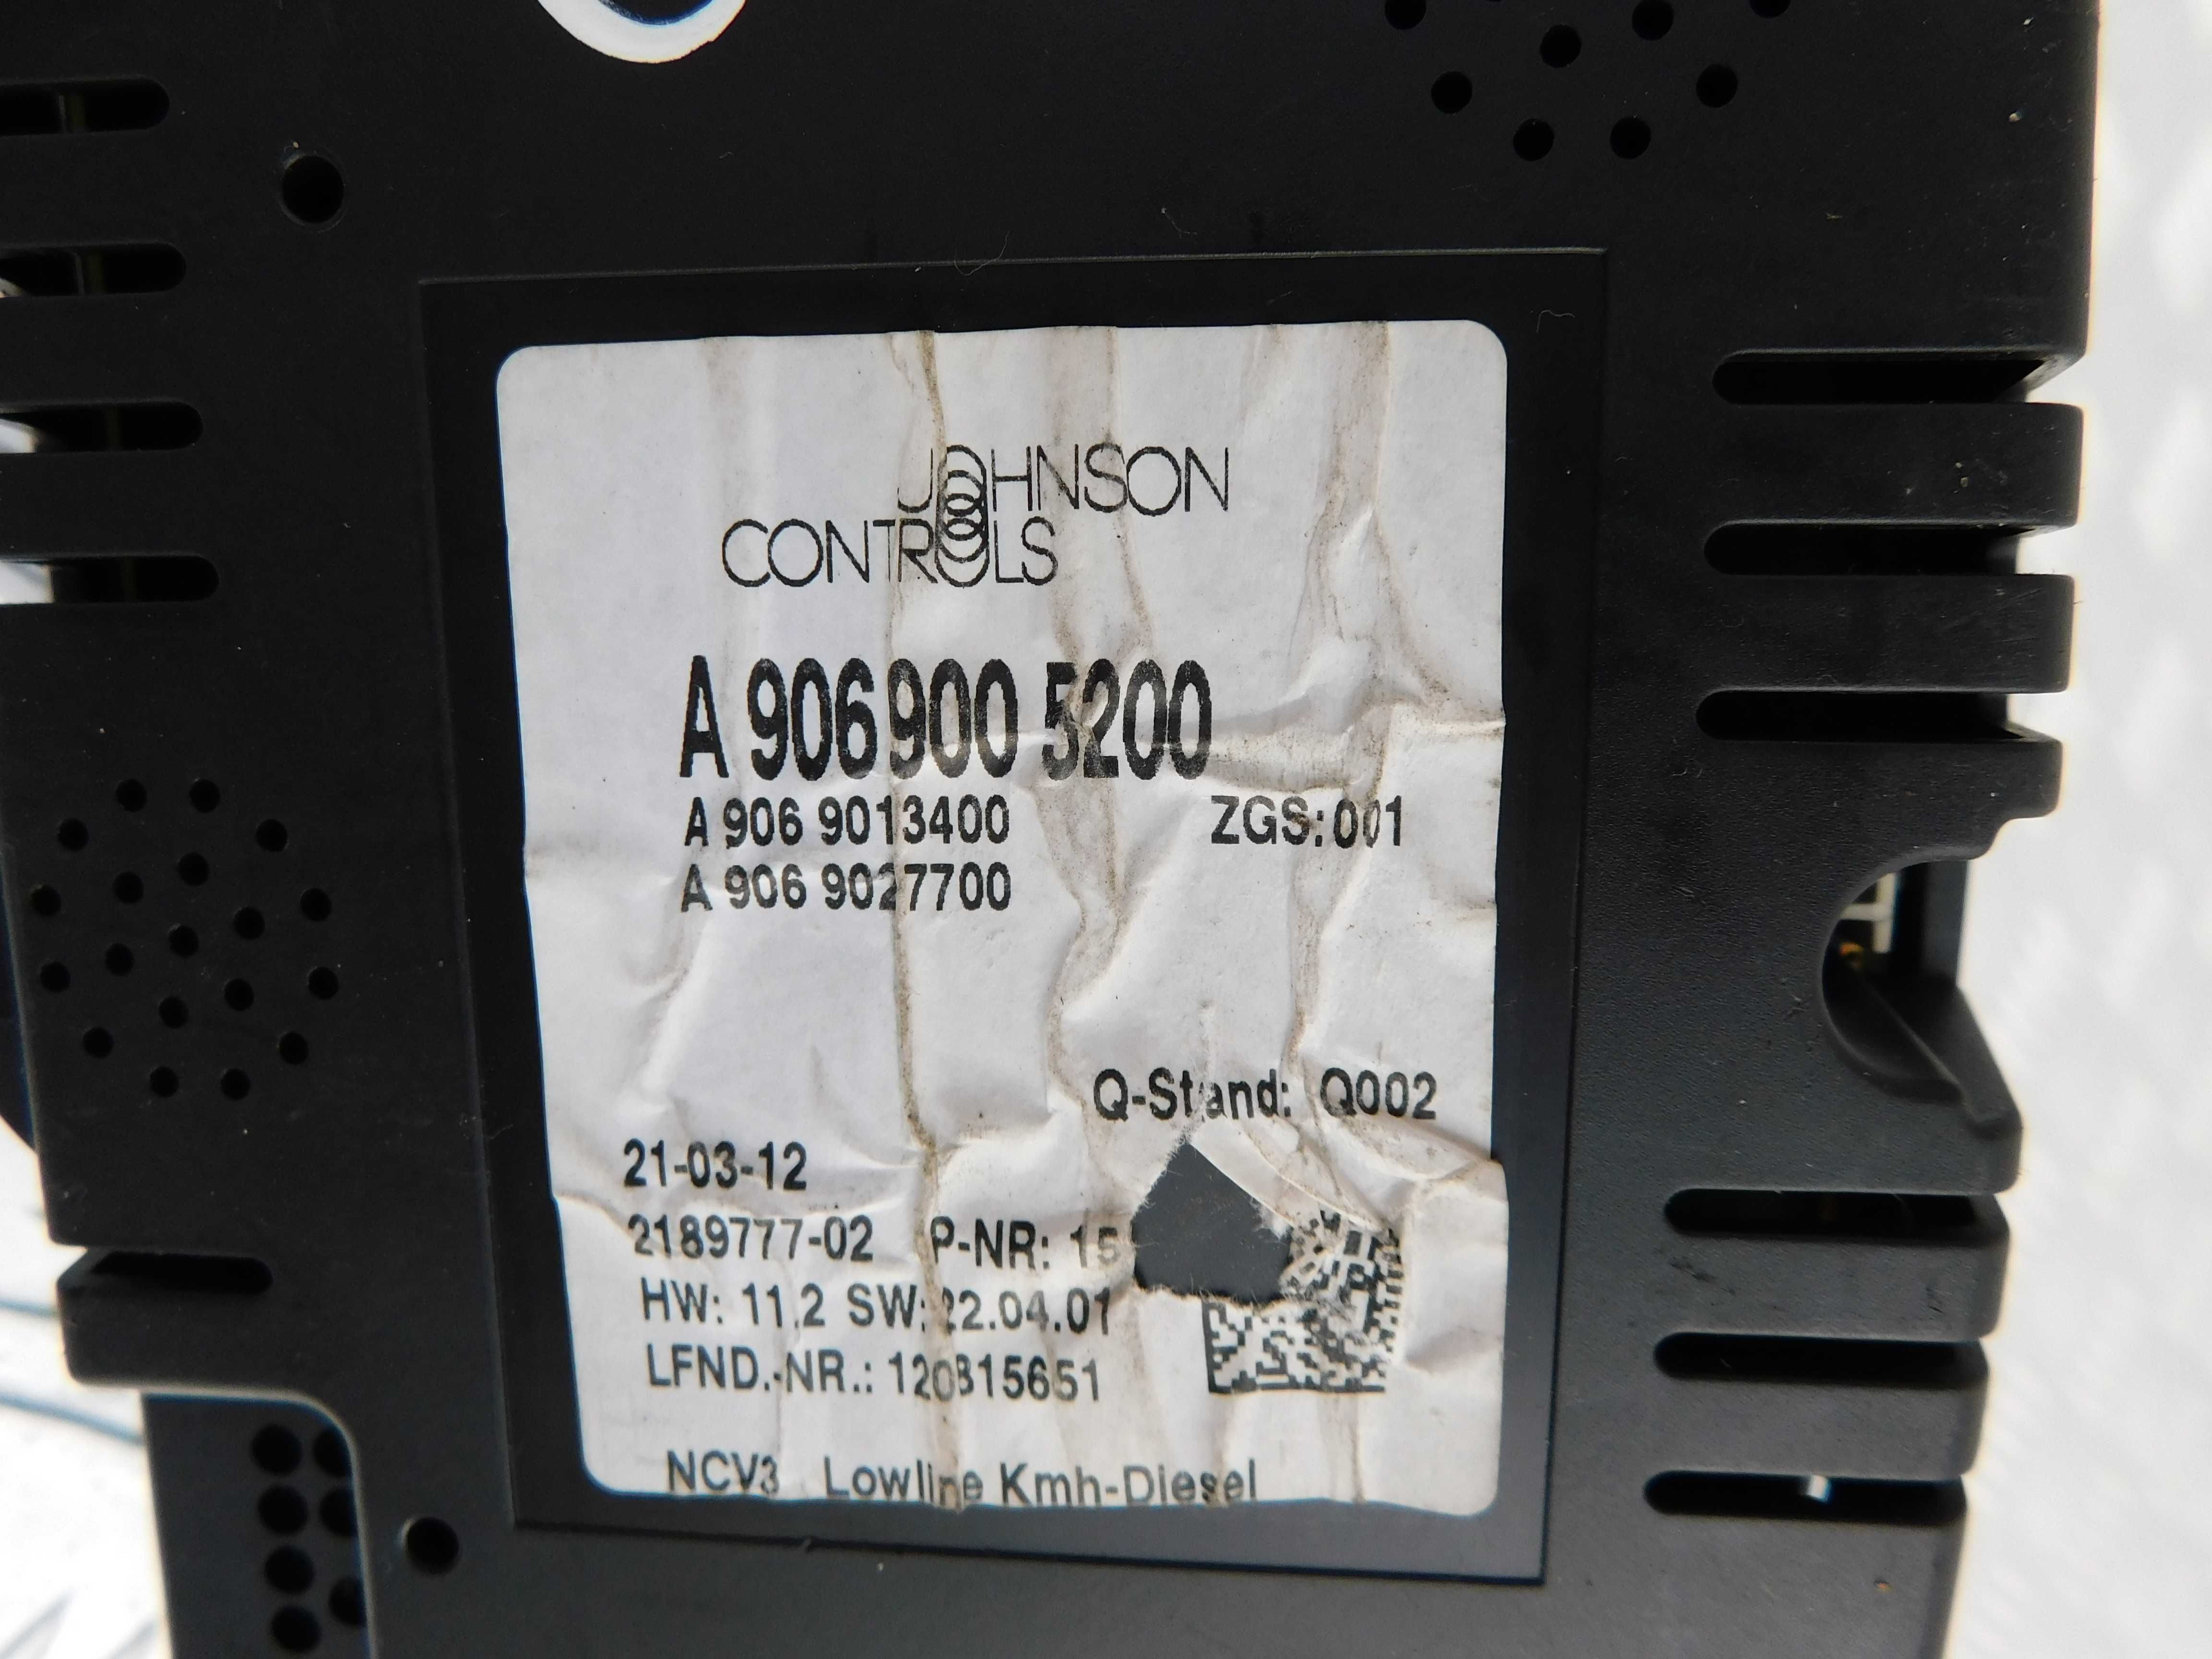 JOHNSON
CONTROLS
A 906 900 5200
A 906 9013400 ZGS:001
A 906 9027700
Q-Stand: Q002
21-03-12
2189777-02 P-NR: 15
HW: 11.2 SW: 22.04.01
LFND.-NR.: 120815651
NCV3 Lowline Kmh-Diesel